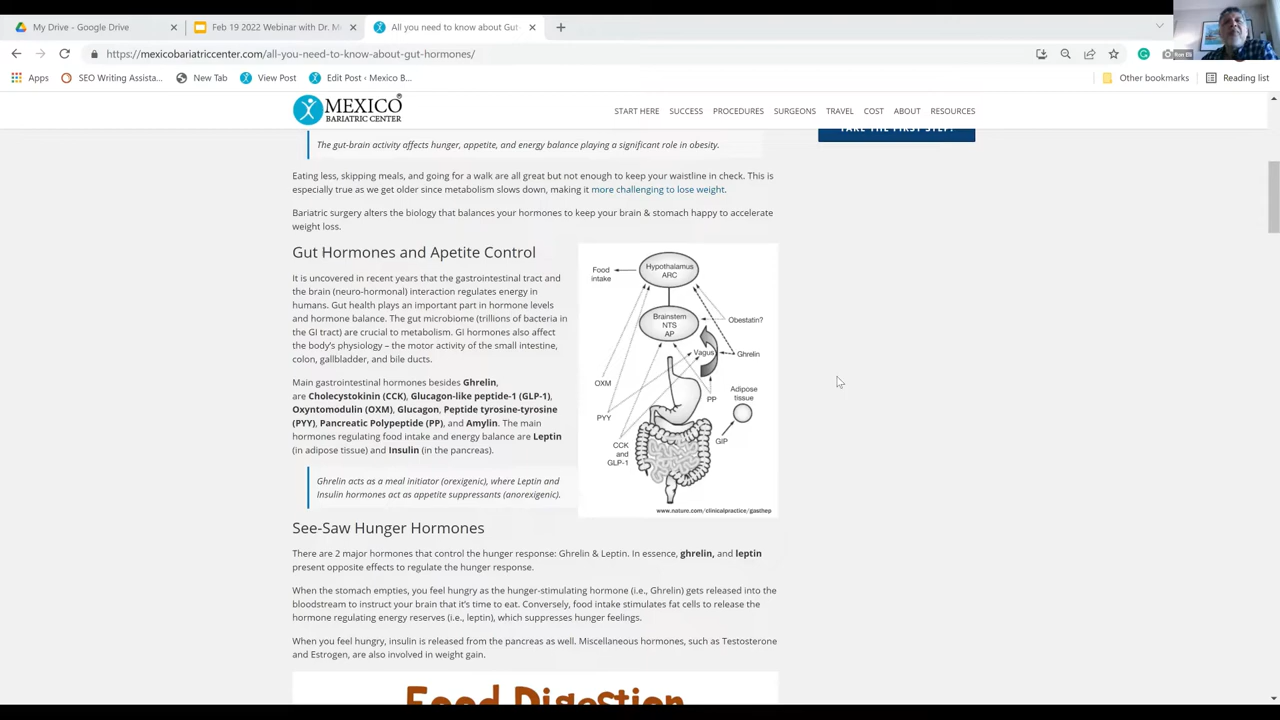 My Drive - Google Drive
Feb 19 2022 Webinar with Dr. M
All you need to know about Gut
https://mexicobariatriccenter.com/all-you-need-to-know-about-gut-hormones/
Ron Eli
Apps
SEO Writing Assista...
New Tab
View Post
Edit Post ‹ Mexico B...
Other bookmarks
Reading list
MEXICO®
BARIATRIC CENTER
START HERE
SUCCESS
PROCEDURES
SURGEONS
TRAVEL
COST
ABOUT
RESOURCES
TAKE THE FIRST STEP!
The gut-brain activity affects hunger, appetite, and energy balance playing a significant role in obesity.
Eating less, skipping meals, and going for a walk are all great but not enough to keep your waistline in check. This is
especially true as we get older since metabolism slows down, making it more challenging to lose weight.
Bariatric surgery alters the biology that balances your hormones to keep your brain & stomach happy to accelerate
weight loss.
Gut Hormones and Apetite Control
It is uncovered in recent years that the gastrointestinal tract and
the brain (neuro-hormonal) interaction regulates energy in
humans. Gut health plays an important part in hormone levels
and hormone balance. The gut microbiome (trillions of bacteria in
the GI tract) are crucial to metabolism. GI hormones also affect
the body's physiology – the motor activity of the small intestine,
colon, gallbladder, and bile ducts.
Main gastrointestinal hormones besides Ghrelin,
are Cholecystokinin (CCK), Glucagon-like peptide-1 (GLP-1),
Oxyntomodulin (OXM), Glucagon, Peptide tyrosine-tyrosine
(PYY), Pancreatic Polypeptide (PP), and Amylin. The main
hormones regulating food intake and energy balance are Leptin
(in adipose tissue) and Insulin (in the pancreas).
Ghrelin acts as a meal initiator (orexigenic), where Leptin and
Insulin hormones act as appetite suppressants (anorexigenic).
Food
intake
Hypothalamus
ARC
Brainstem
NTS
AP
Obestatin?
Vagus
Ghrelin
OXM
Adipose
tissue
PP
PYY
GIP
CCK
and
GLP-1
www.nature.com/clinicalpractice/gasthep
See-Saw Hunger Hormones
There are 2 major hormones that control the hunger response: Ghrelin & Leptin. In essence, ghrelin, and leptin
present opposite effects to regulate the hunger response.
When the stomach empties, you feel hungry as the hunger-stimulating hormone (i.e., Ghrelin) gets released into the
bloodstream to instruct your brain that it's time to eat. Conversely, food intake stimulates fat cells to release the
hormone regulating energy reserves (i.e., leptin), which suppresses hunger feelings.
When you feel hungry, insulin is released from the pancreas as well. Miscellaneous hormones, such as Testosterone
and Estrogen, are also involved in weight gain.
Food Digestion